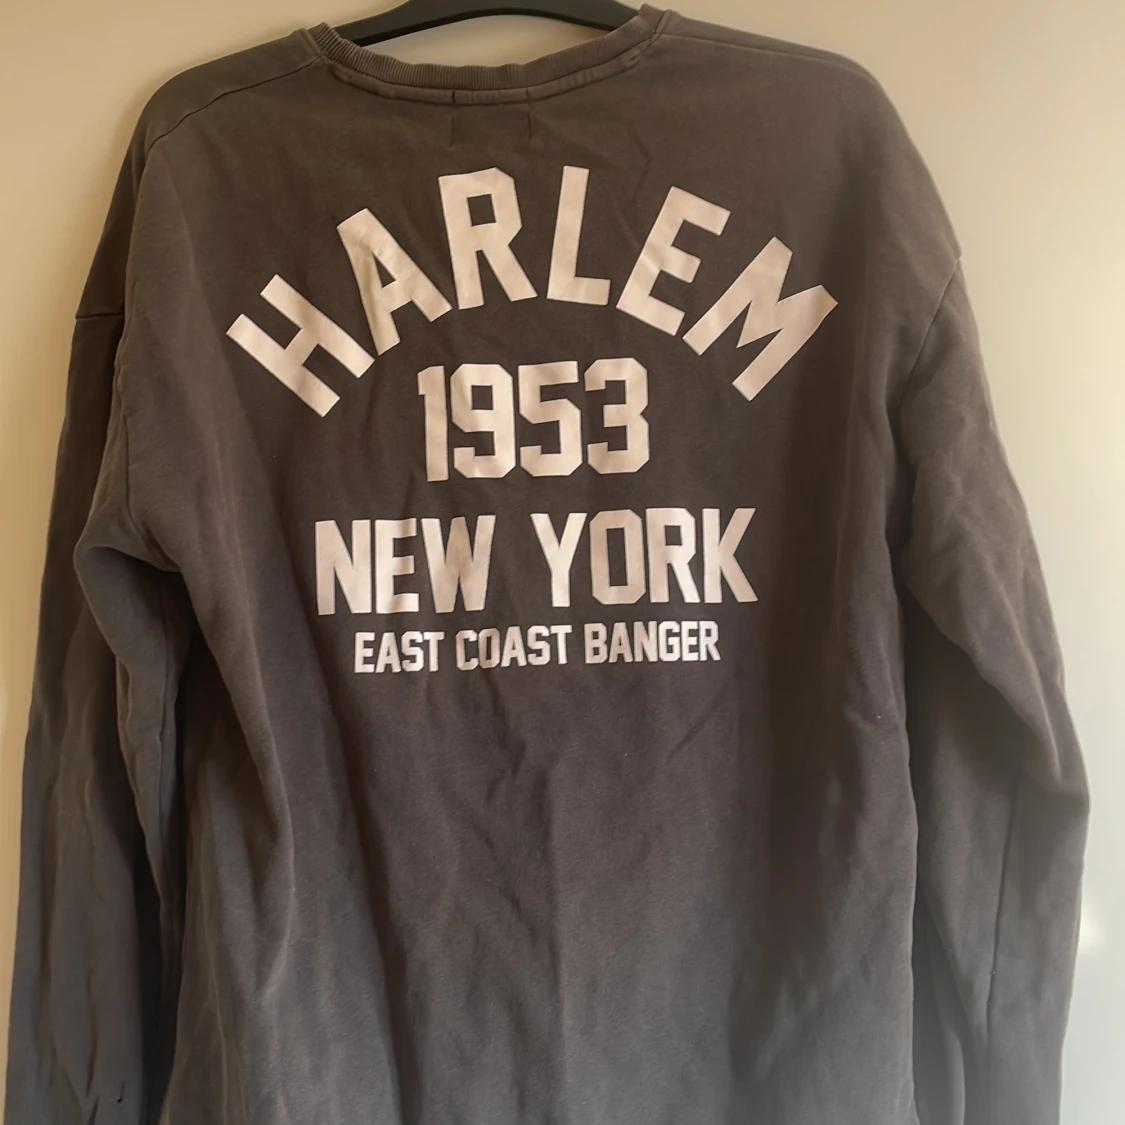 HARLEM
1953
NEW YORK
EAST COAST BANGER